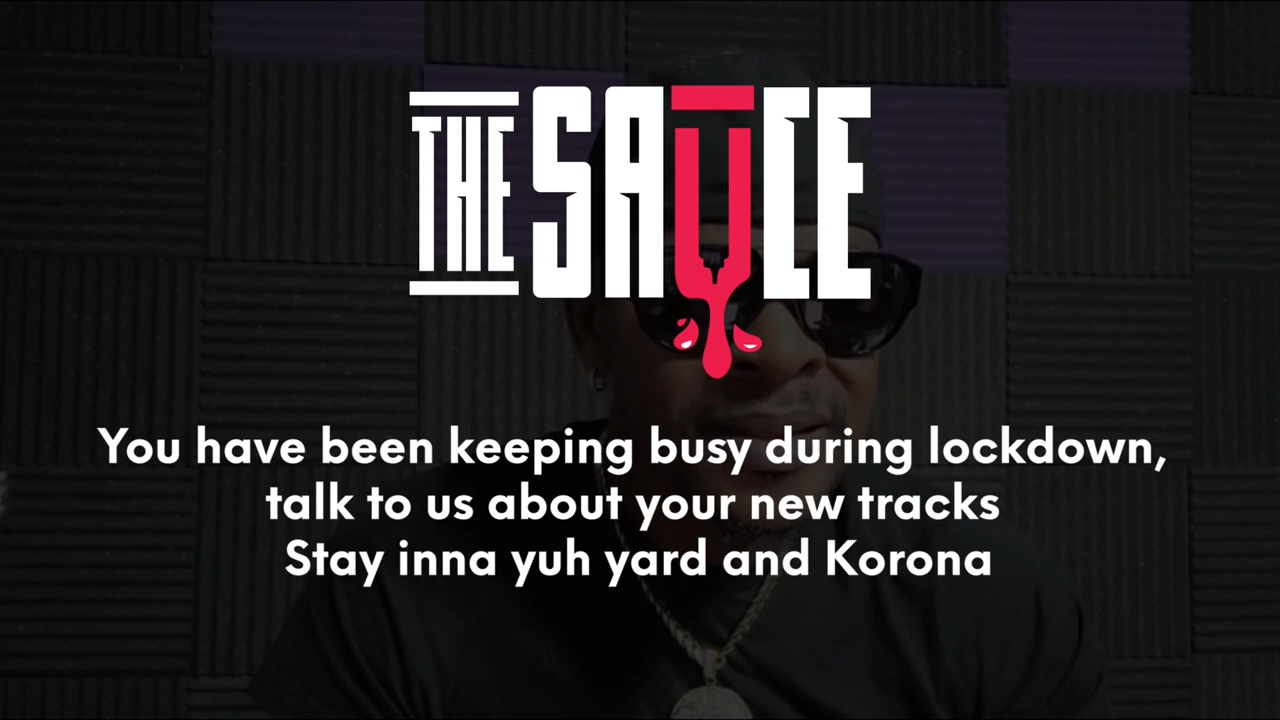 THE SAUCE
You have been keeping busy during lockdown,
talk to us about your new tracks
Stay inna yuh yard and Korona